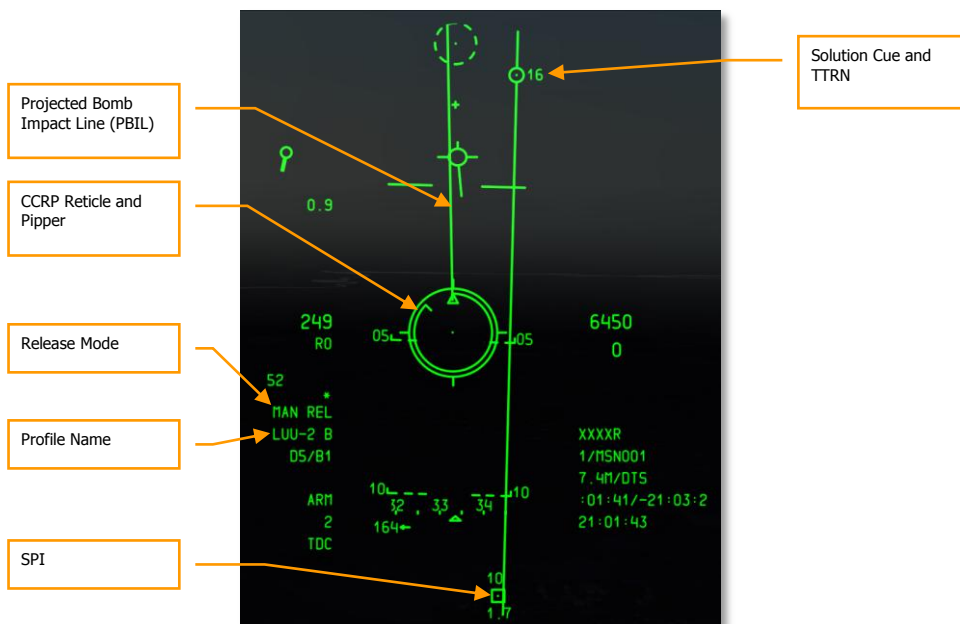 Solution Cue and
TTRN
16
Projected Bomb
Impact Line (PBIL)
CCRP Reticle and
Pipper
0.9
249
R0
05
05
6450
0
Release Mode
52
*
MAN REL
Profile Name
LUU-2 B
D5/B1
XXXXR
1/MSN001
7.4M/DTS
:01:41/-21:03:2
21:01:43
ARM
2
TDC
10
10
32 . 33 . 34
164←
SPI
10
1.7